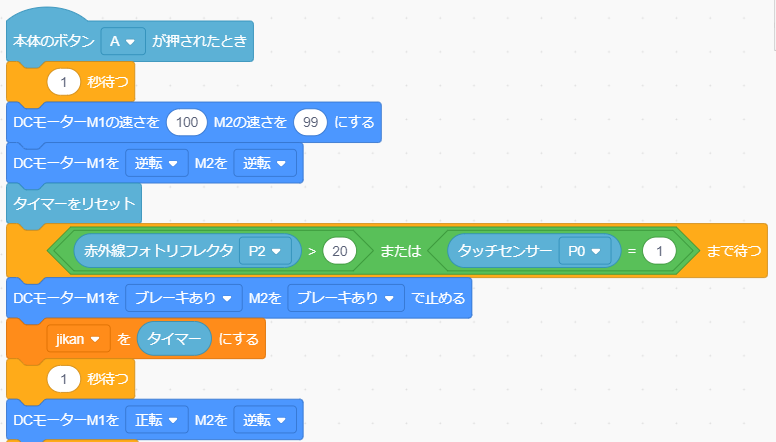 本体のボタン A が押されたとき
1 秒待つ
DCモーターM1の速さを 100 M2の速さを 99 にする
DCモーターM1を 逆転 M2を 逆転
タイマーをリセット
赤外線フォトリフレクタ P2 > 20 または タッチセンサー P0 = 1 まで待つ
DCモーターM1を ブレーキあり M2を ブレーキあり で止める
jikan を タイマー にする
1 秒待つ
DCモーターM1を 正転 M2を 逆転